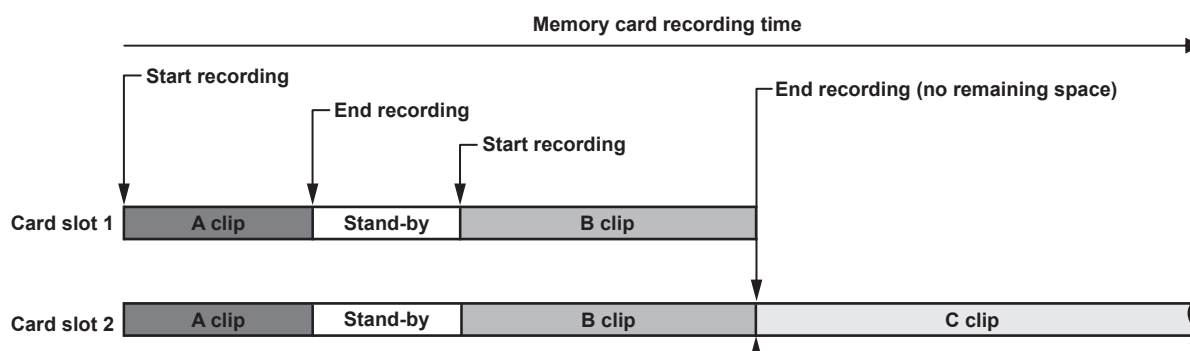 Memory card recording time
Start recording
End recording (no remaining space)
End recording
Start recording
Card slot 1
A clip
Stand-by
B clip
Card slot 2
A clip
Stand-by
B clip
C clip